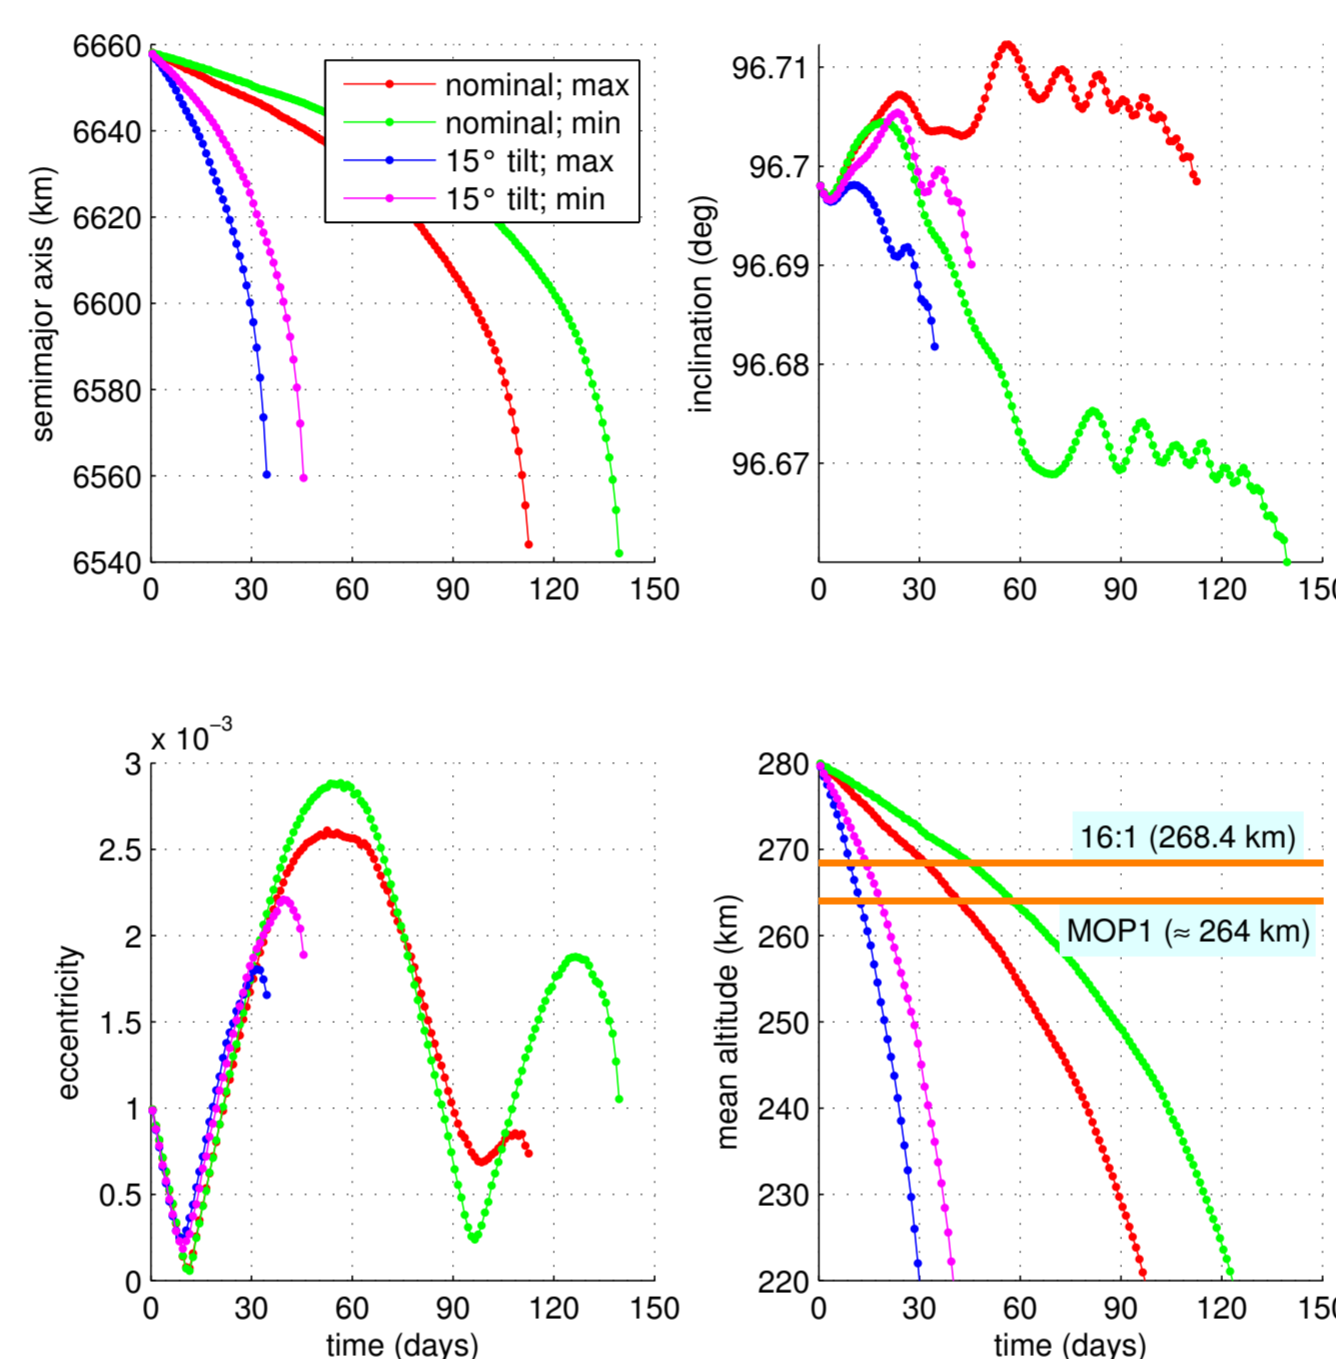 6660
6640
6620
6600
6580
6560
6540
semimajor axis (km)
nominal; max
nominal; min
15° tilt; max
15° tilt; min
0 30 60 90 120 150
96.71
96.7
96.69
96.68
96.67
inclination (deg)
0 30 60 90 120 150
x 10⁻³
3
2.5
2
1.5
1
0.5
0
eccentricity
0 30 60 90 120 150
time (days)
280
270
260
250
240
230
220
mean altitude (km)
16:1 (268.4 km)
MOP1 (≈ 264 km)
0 30 60 90 120 150
time (days)